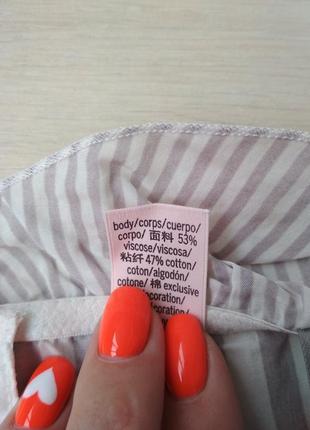 body/corps/cuerpo/
corpo/ 面料 53%
viscose/viscosa/
粘纤 47% cotton/
coton/algodón/
cotone/ 棉 exclusive